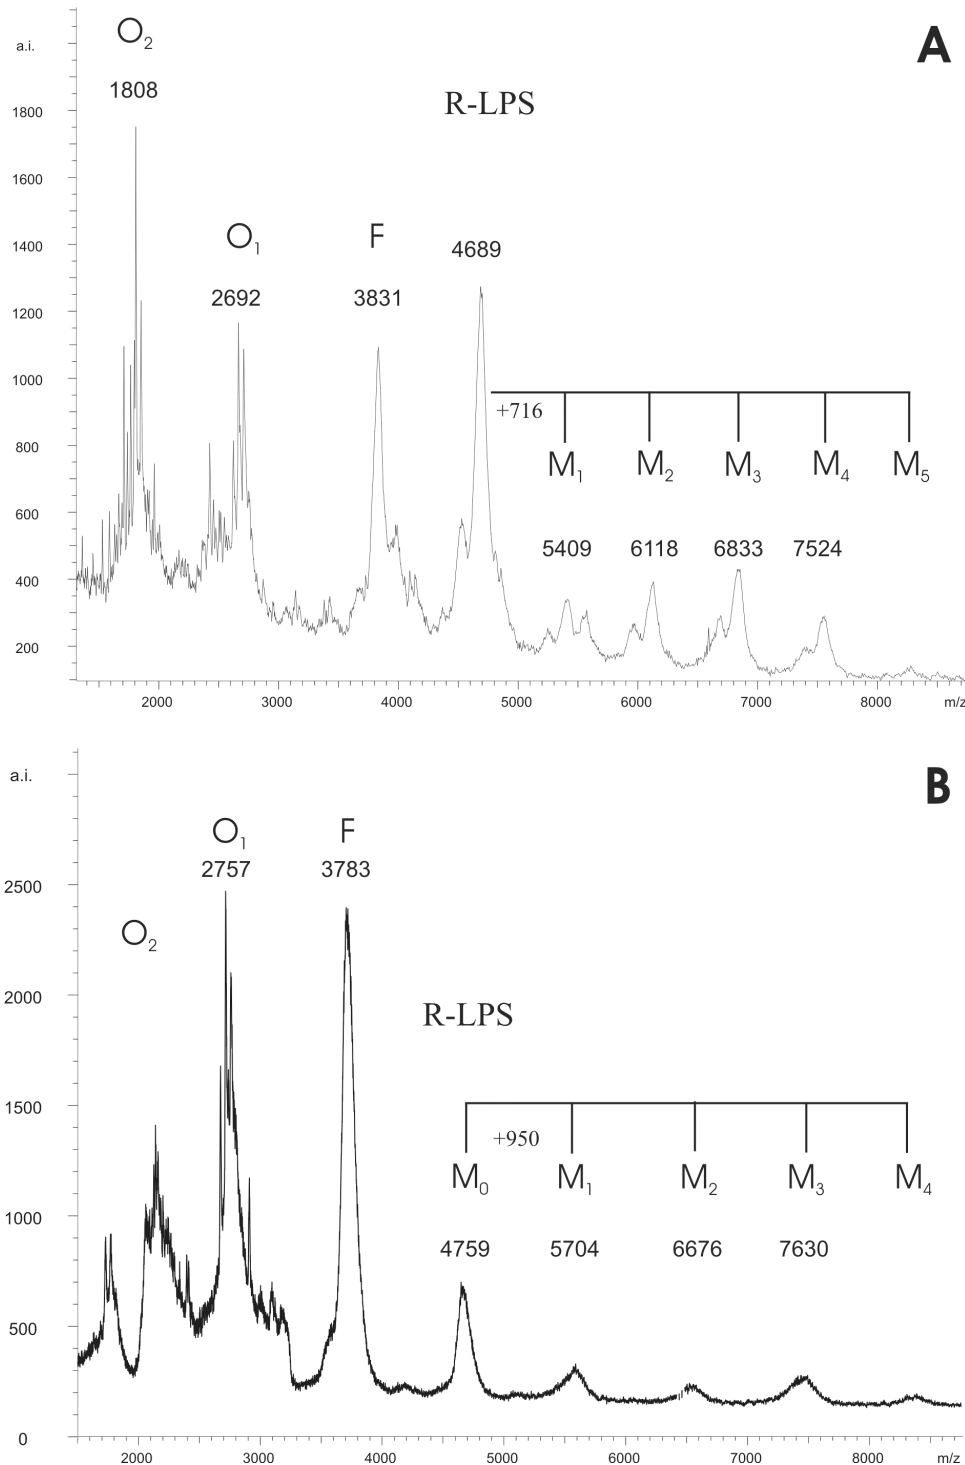 O2
A
a.i.
1808
R-LPS
1800
1600
O1
F
4689
1400
2692
3831
1200
1000
+716
800
M1 M2 M3 M4 M5
600
5409 6118 6833 7524
400
200
2000 3000 4000 5000 6000 7000 8000 m/z
B
a.i.
O1
F
2757
3783
2500
O2
2000
R-LPS
1500
+950
M0 M1 M2 M3 M4
1000
4759 5704 6676 7630
500
0
2000 3000 4000 5000 6000 7000 8000 m/z